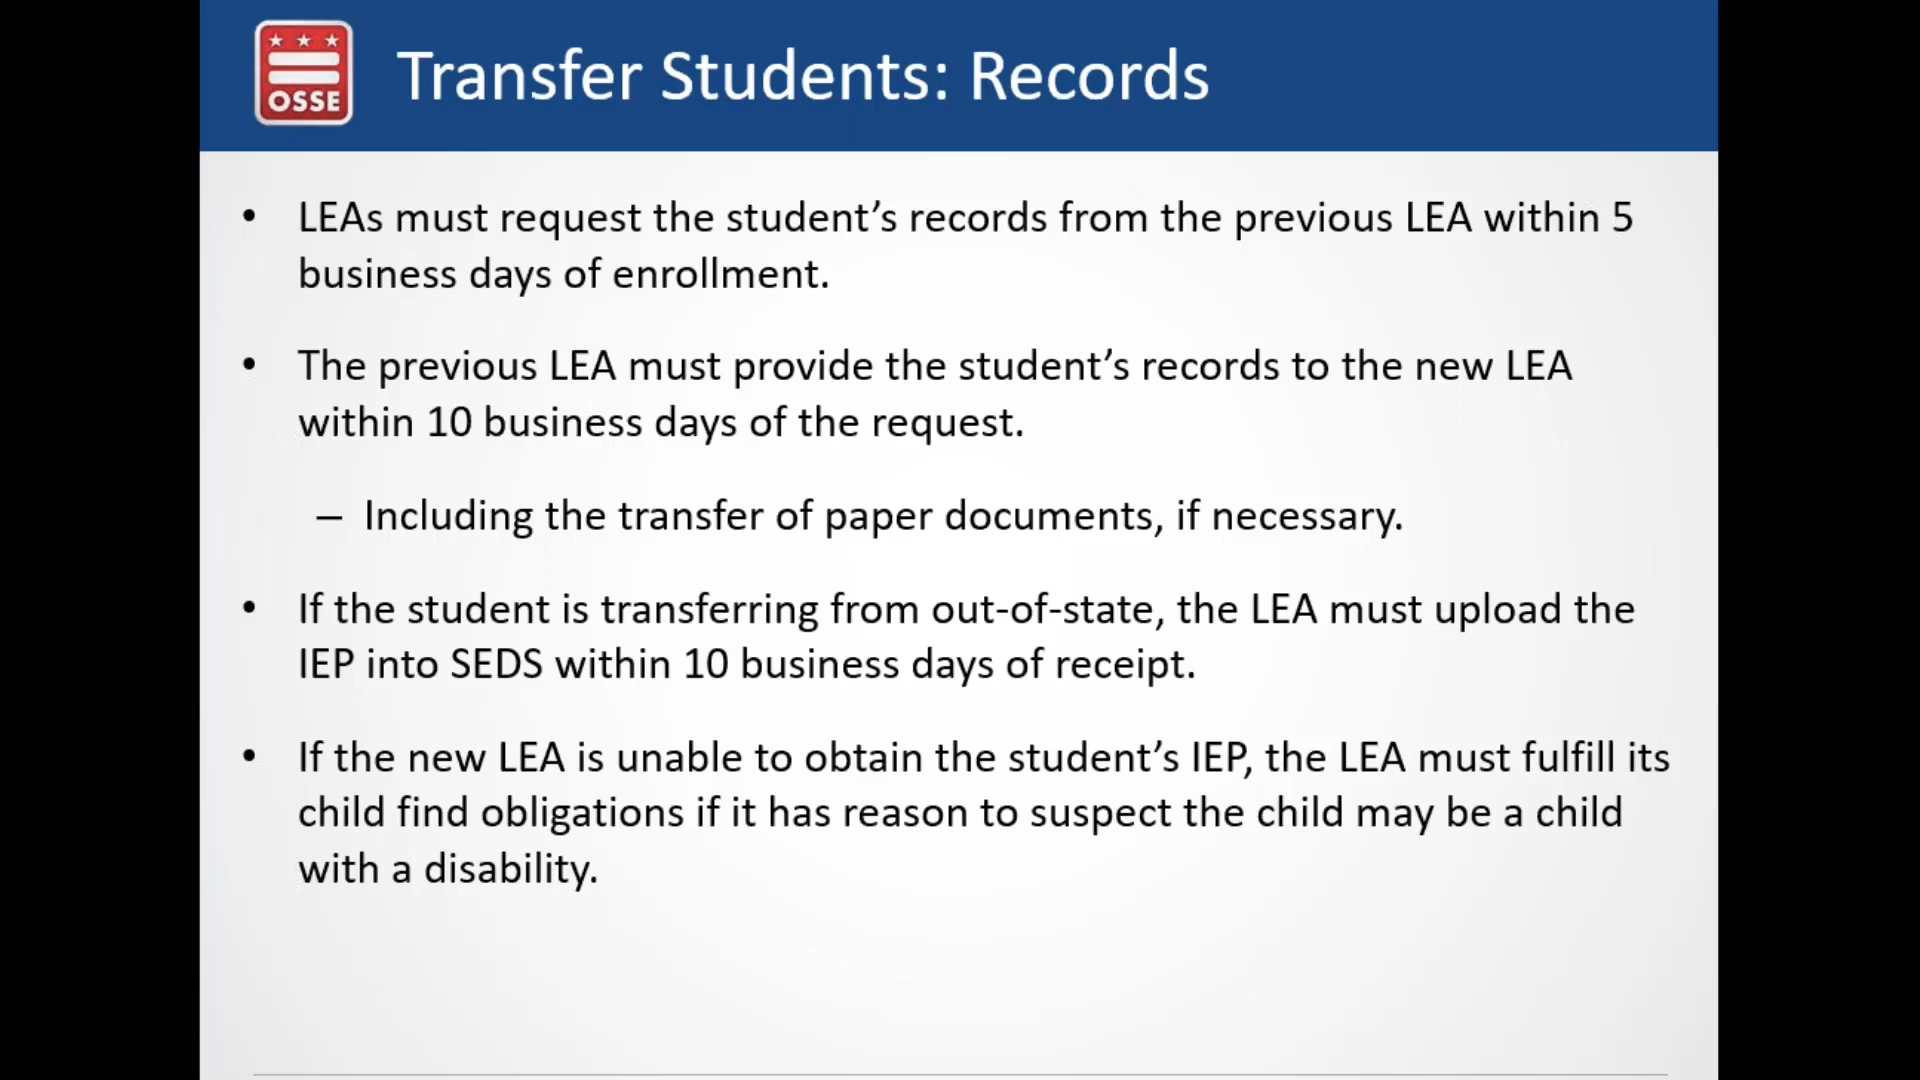 OSSE
Transfer Students: Records
• LEAs must request the student’s records from the previous LEA within 5
business days of enrollment.
• The previous LEA must provide the student’s records to the new LEA
within 10 business days of the request.
– Including the transfer of paper documents, if necessary.
• If the student is transferring from out-of-state, the LEA must upload the
IEP into SEDS within 10 business days of receipt.
• If the new LEA is unable to obtain the student’s IEP, the LEA must fulfill its
child find obligations if it has reason to suspect the child may be a child
with a disability.